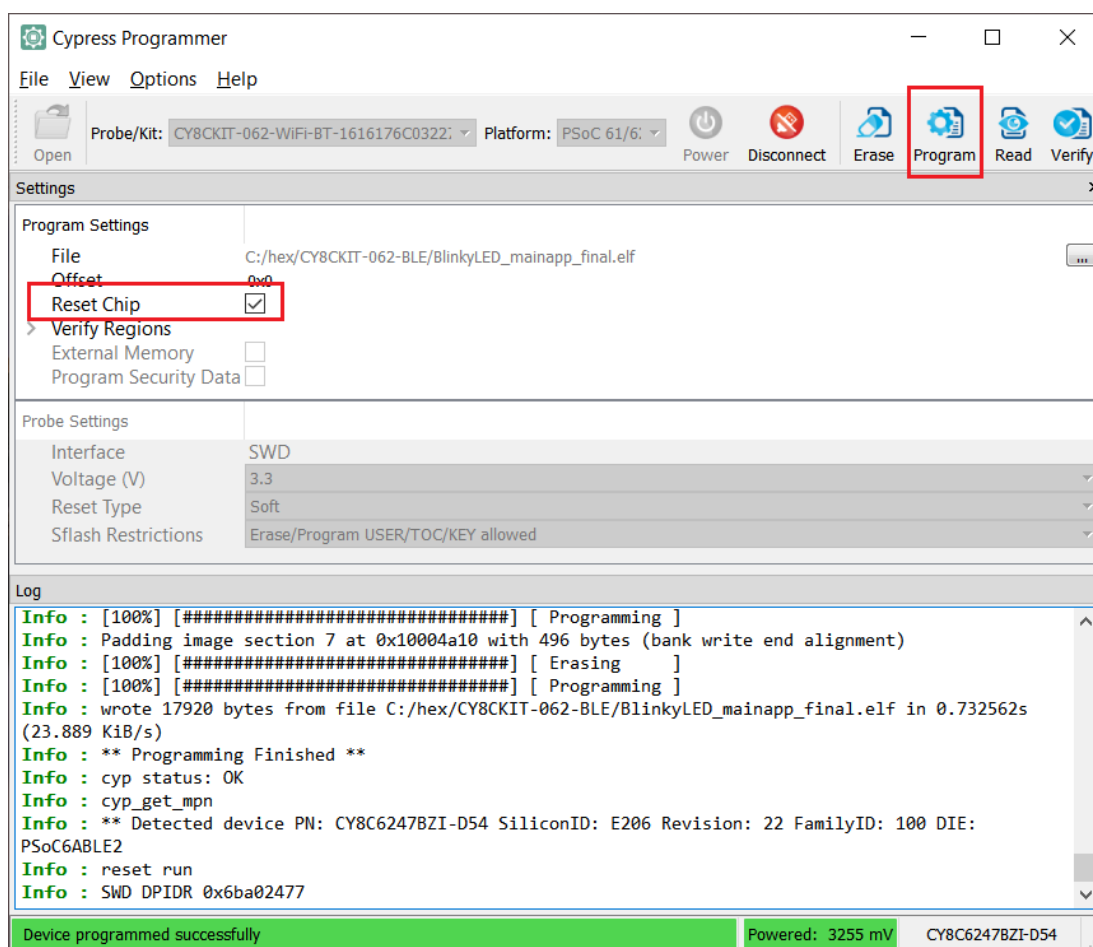 Cypress Programmer
File View Options Help
Open
Probe/Kit: CY8CKIT-062-WiFi-BT-1616176C0322 Platform: PSoC 61/6
Power Disconnect Erase Program Read Verify
Settings
Program Settings
File C:/hex/CY8CKIT-062-BLE/BlinkyLED_mainapp_final.elf ...
Offset 0x0
Reset Chip
Verify Regions
External Memory
Program Security Data
Probe Settings
Interface SWD
Voltage (V) 3.3
Reset Type Soft
Sflash Restrictions Erase/Program USER/TOC/KEY allowed
Log
Info : [100%] [################################] [ Programming ]
Info : Padding image section 7 at 0x10004a10 with 496 bytes (bank write end alignment)
Info : [100%] [################################] [ Erasing ]
Info : [100%] [################################] [ Programming ]
Info : wrote 17920 bytes from file C:/hex/CY8CKIT-062-BLE/BlinkyLED_mainapp_final.elf in 0.732562s
(23.889 KiB/s)
Info : ** Programming Finished **
Info : cyp status: OK
Info : cyp_get_mpn
Info : ** Detected device PN: CY8C6247BZI-D54 SiliconID: E206 Revision: 22 FamilyID: 100 DIE:
PSoC6ABLE2
Info : reset run
Info : SWD DPIDR 0x6ba02477
Device programmed successfully Powered: 3255 mV CY8C6247BZI-D54